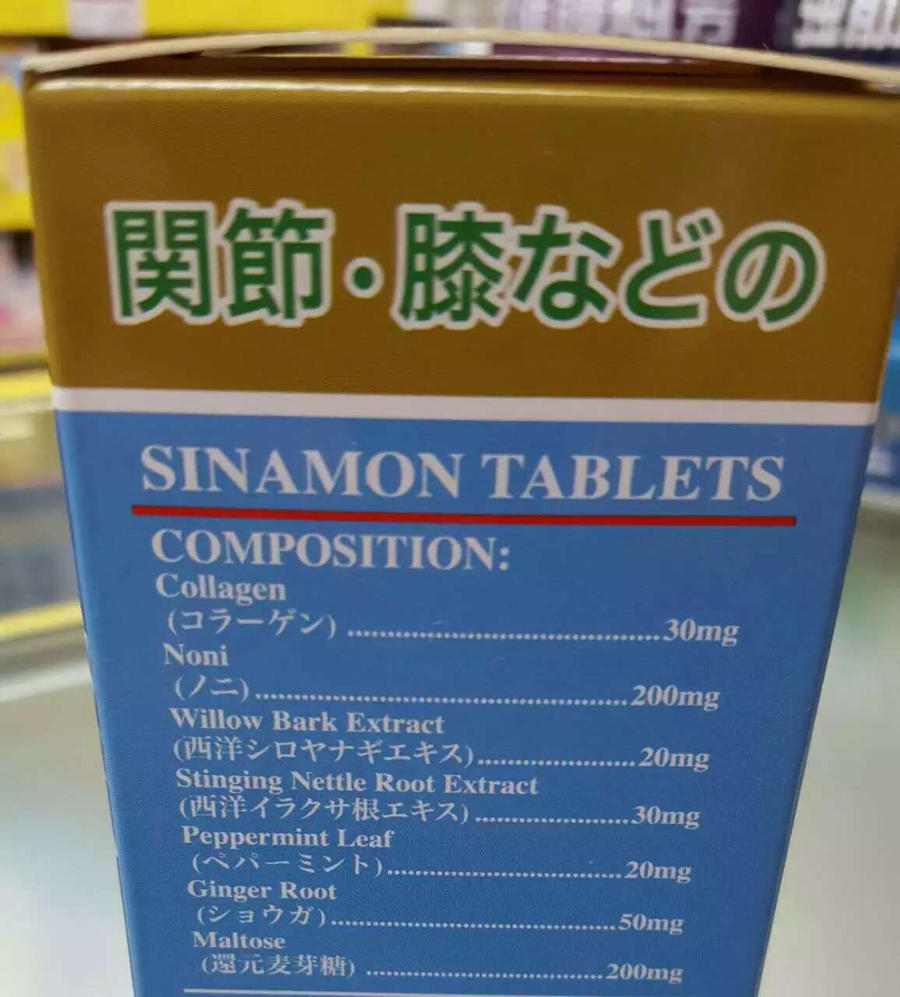 関節・膝などの
SINAMON TABLETS
COMPOSITION:
Collagen
(コラーゲン) ........................................30mg
Noni
(ノニ)................................................200mg
Willow Bark Extract
(西洋シロヤナギエキス)....................20mg
Stinging Nettle Root Extract
(西洋イラクサ根エキス)....................30mg
Peppermint Leaf
(ペパーミント)..............................20mg
Ginger Root
(ショウガ)......................................50mg
Maltose
(還元麦芽糖) ...............................200mg